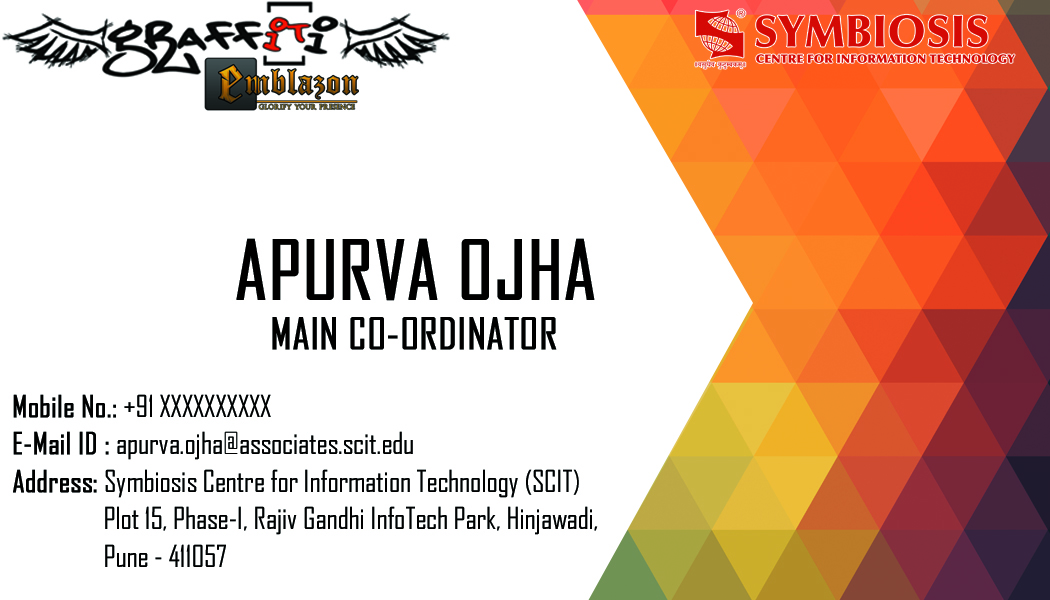 gRAFFiTi
Emblazon
GLORIFY YOUR PRESENCE
® SYMBIOSIS
CENTRE FOR INFORMATION TECHNOLOGY
APURVA OJHA
MAIN CO-ORDINATOR
Mobile No.: +91 XXXXXXXXXX
E-Mail ID : apurva.ojha@associates.scit.edu
Address: Symbiosis Centre for Information Technology (SCIT)
Plot 15, Phase-I, Rajiv Gandhi InfoTech Park, Hinjawadi,
Pune - 411057